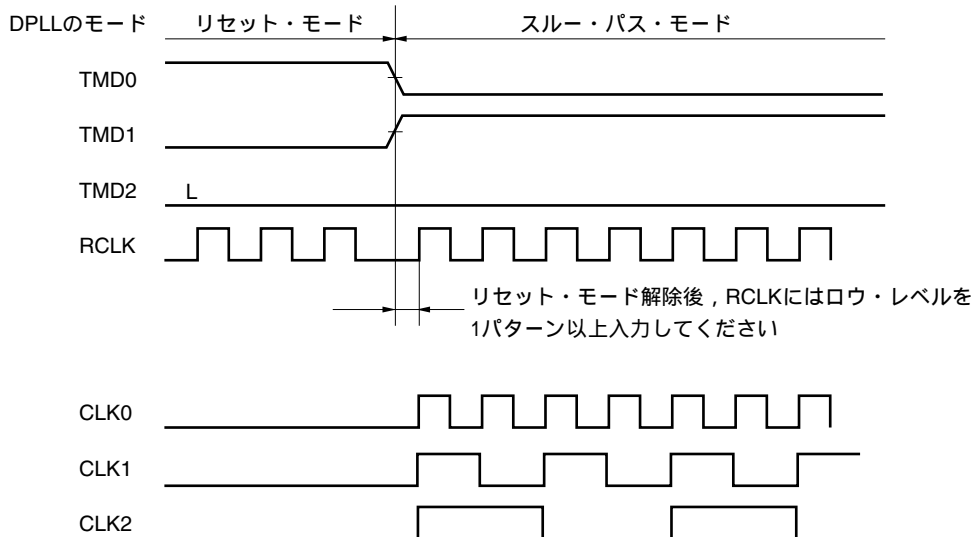 DPLLのモード リセット・モード スルー・パス・モード
TMD0
TMD1
TMD2 L
RCLK
リセット・モード解除後，RCLKにはロウ・レベルを
1パターン以上入力してください
CLK0
CLK1
CLK2